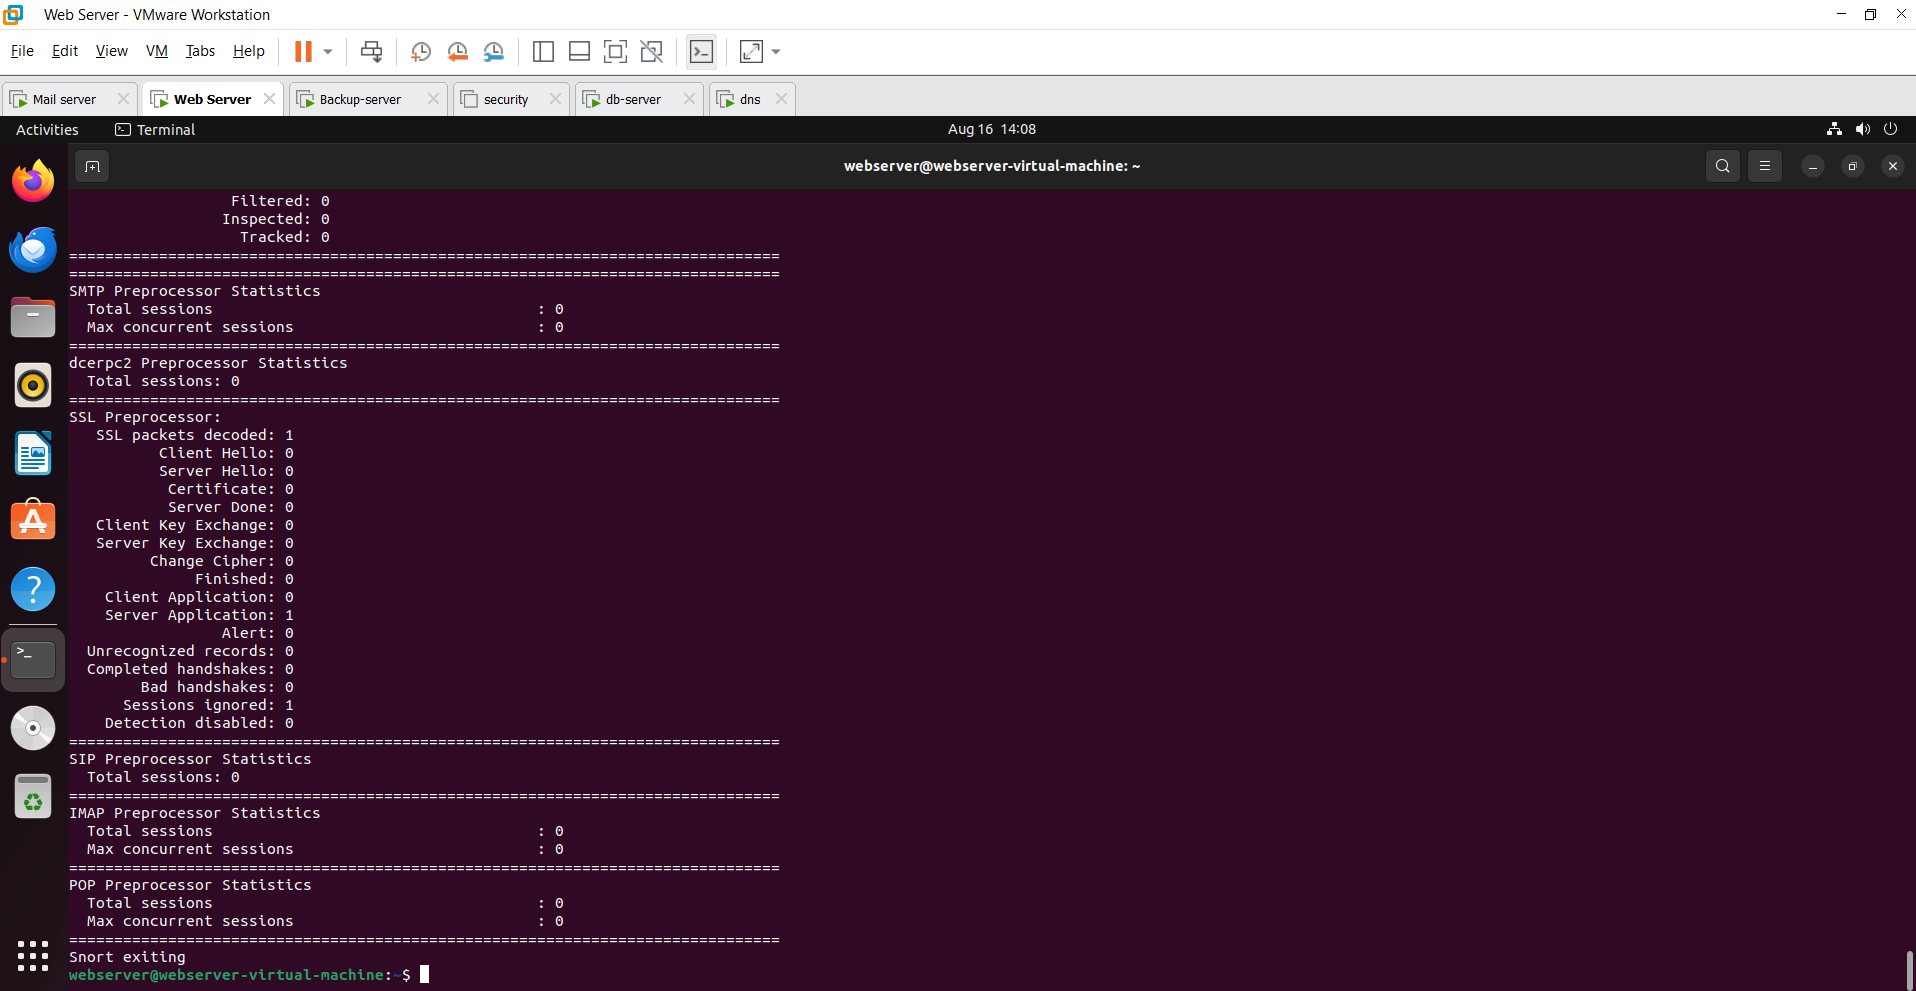 Web Server - VMware Workstation
File Edit View VM Tabs Help
Mail server Web Server Backup-server security db-server dns
Activities Terminal Aug 16 14:08
webserver@webserver-virtual-machine: ~
Filtered: 0
Inspected: 0
Tracked: 0
===============================================================================
===============================================================================
SMTP Preprocessor Statistics
Total sessions : 0
Max concurrent sessions : 0
===============================================================================
dcerpc2 Preprocessor Statistics
Total sessions: 0
===============================================================================
SSL Preprocessor:
SSL packets decoded: 1
Client Hello: 0
Server Hello: 0
Certificate: 0
Server Done: 0
Client Key Exchange: 0
Server Key Exchange: 0
Change Cipher: 0
Finished: 0
Client Application: 0
Server Application: 1
Alert: 0
Unrecognized records: 0
Completed handshakes: 0
Bad handshakes: 0
Sessions ignored: 1
Detection disabled: 0
===============================================================================
SIP Preprocessor Statistics
Total sessions: 0
===============================================================================
IMAP Preprocessor Statistics
Total sessions : 0
Max concurrent sessions : 0
===============================================================================
POP Preprocessor Statistics
Total sessions : 0
Max concurrent sessions : 0
===============================================================================
Snort exiting
webserver@webserver-virtual-machine:~$